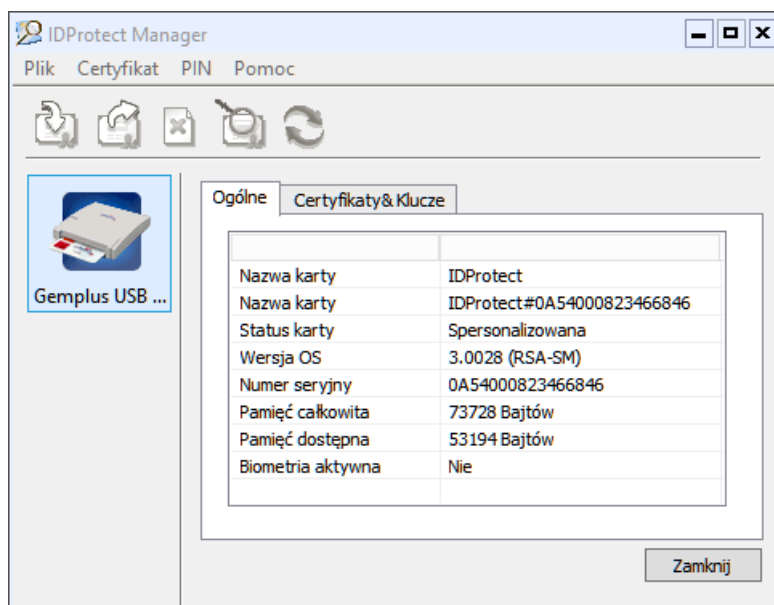 IDProtect Manager
Plik Certyfikat PIN Pomoc
Gemplus USB ...
Ogólne Certyfikaty& Klucze
Nazwa karty IDProtect
Nazwa karty IDProtect#0A54000823466846
Status karty Spersonalizowana
Wersja OS 3.0028 (RSA-SM)
Numer seryjny 0A54000823466846
Pamięć całkowita 73728 Bajtów
Pamięć dostępna 53194 Bajtów
Biometria aktywna Nie
Zamknij